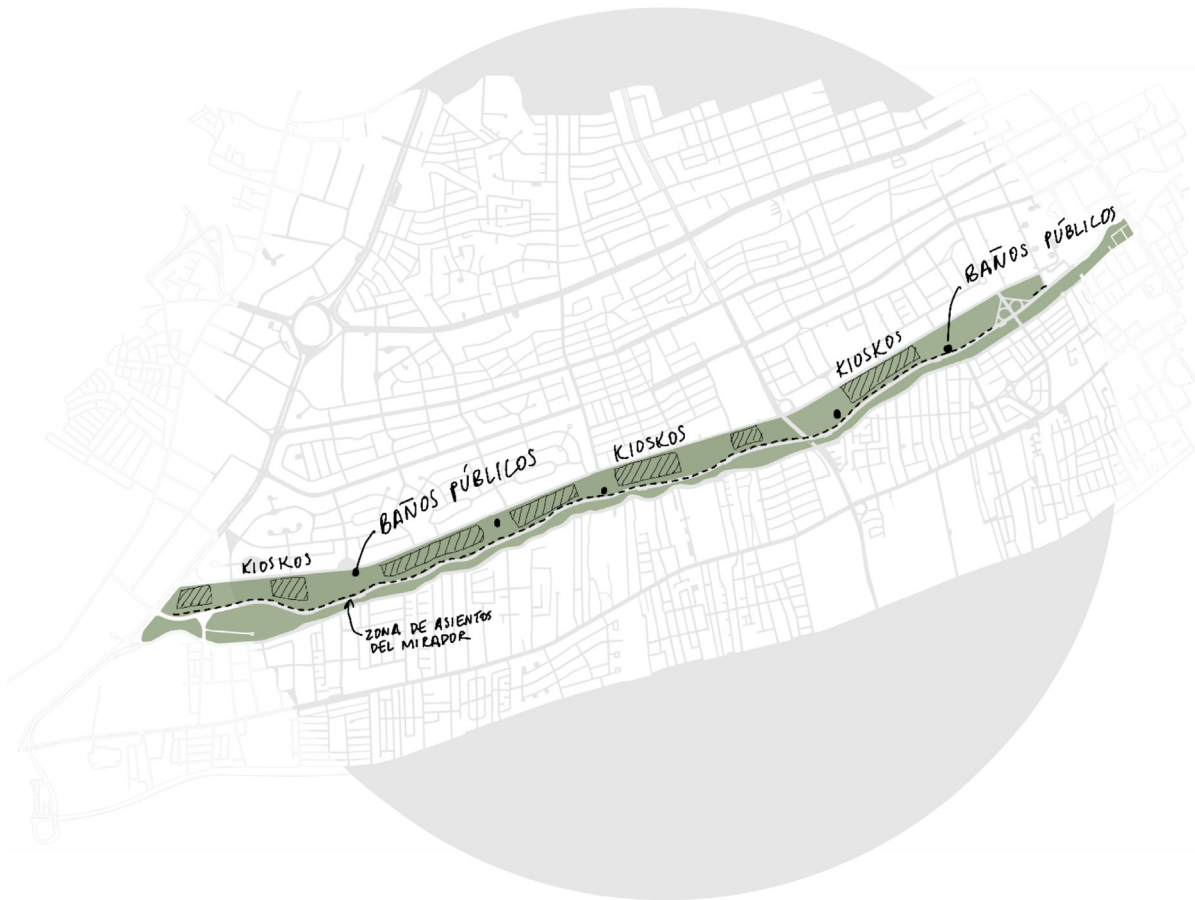 BAÑOS PÚBLICOS
KIOSKOS
KIOSKOS
BAÑOS PÚBLICOS
KIOSKOS
ZONA DE ASIENTOS
DEL MIRADOR